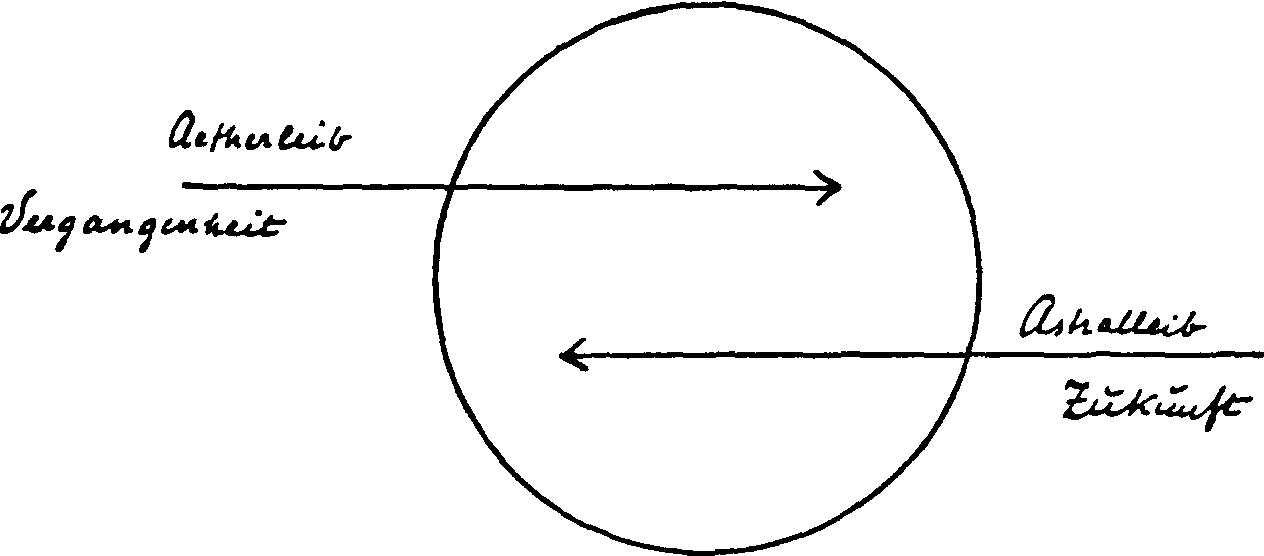 Aetherleib
Vergangenheit
Astralleib
Zukunft